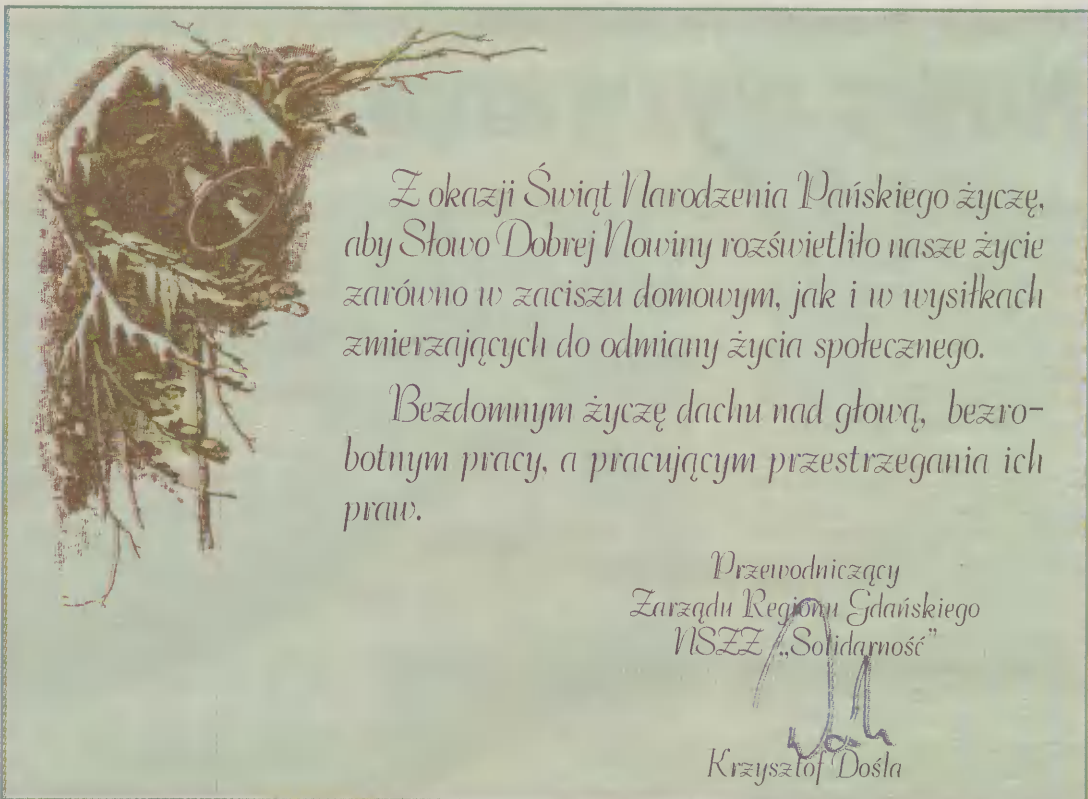 Z okazji Świąt Narodzenia Pańskiego życzę,
aby Słowo Dobrej Nowiny rozświetliło nasze życie
zarówno w zaciszu domowym, jak i w wysiłkach
zmierzających do odmiany życia społecznego.
Bezdomnym życzę dachu nad głową, bezro-
botnym pracy, a pracującym przestrzegania ich
praw.
Przewodniczący
Zarządu Regionu Gdańskiego
NSZZ „Solidarność”
Krzysztof Dośla